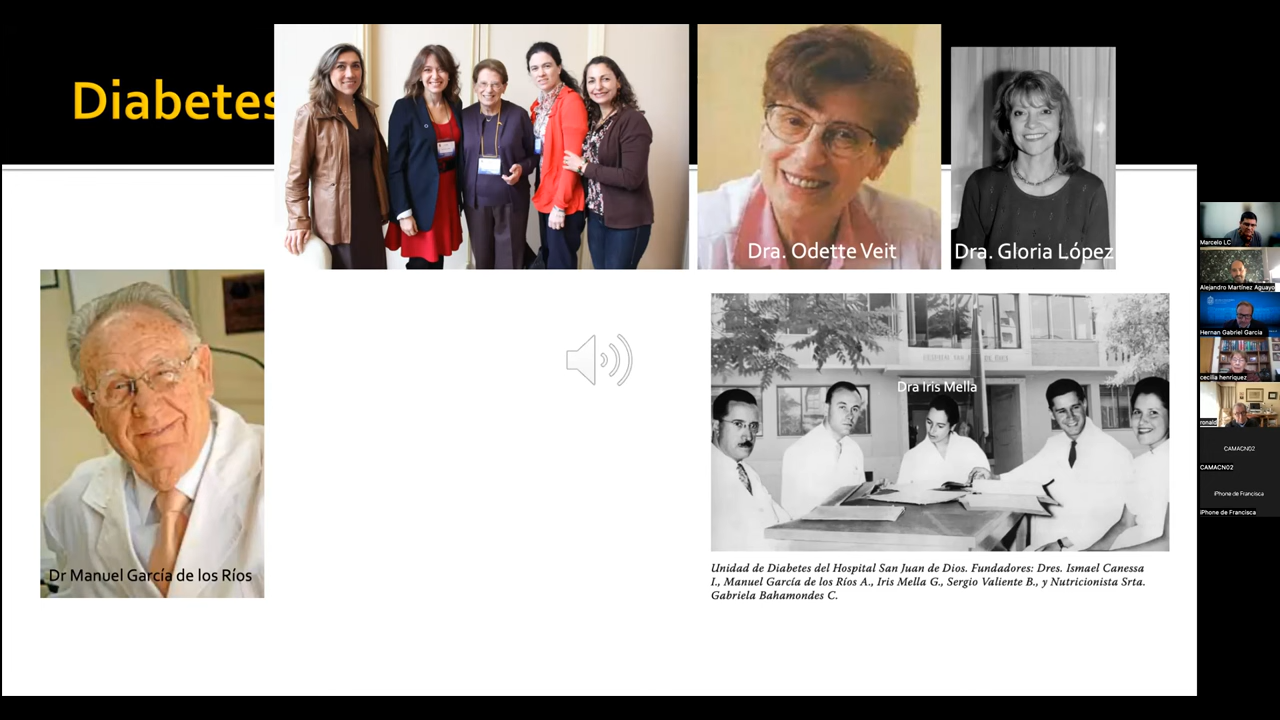 Diabetes
Dra. Odette Veit
Dra. Gloria López
Dr Manuel García de los Ríos
Dra Iris Mella
Unidad de Diabetes del Hospital San Juan de Dios. Fundadores: Dres. Ismael Canessa
I., Manuel García de los Ríos A., Iris Mella G., Sergio Valiente B., y Nutricionista Srta.
Gabriela Bahamondes C.
Marcelo LC
Alejandro Martínez Aguayo
Hernan Gabriel Garcia
cecilia henriquez
ronald
CAMACN02
CAMACN02
iPhone de Francisca
iPhone de Francisca